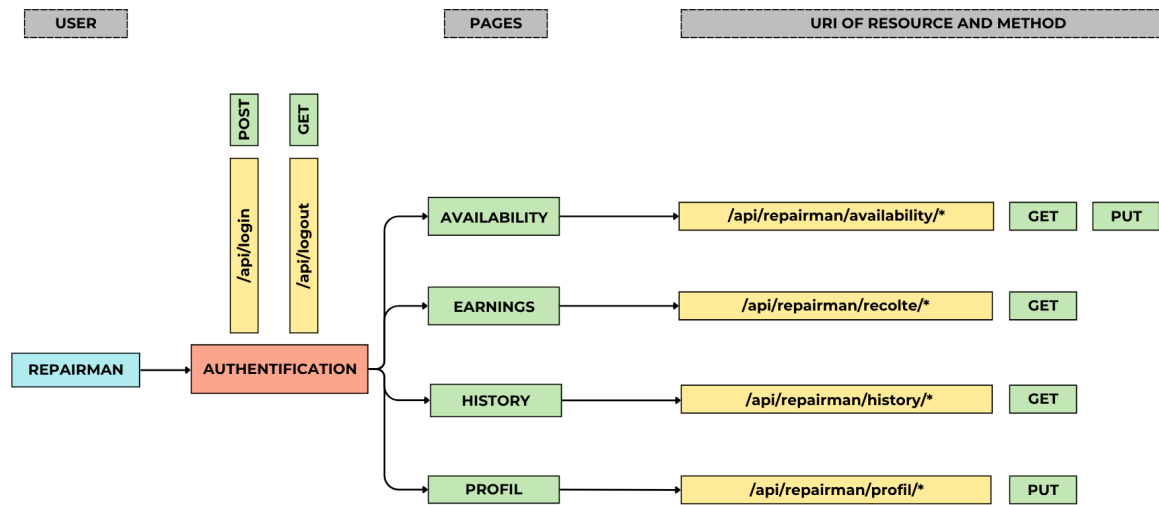 USER
PAGES
URI OF RESOURCE AND METHOD
POST
GET
/api/login
/api/logout
AVAILABILITY
/api/repairman/availability/*
GET
PUT
EARNINGS
/api/repairman/recolte/*
GET
REPAIRMAN
AUTHENTIFICATION
HISTORY
/api/repairman/history/*
GET
PROFIL
/api/repairman/profil/*
PUT